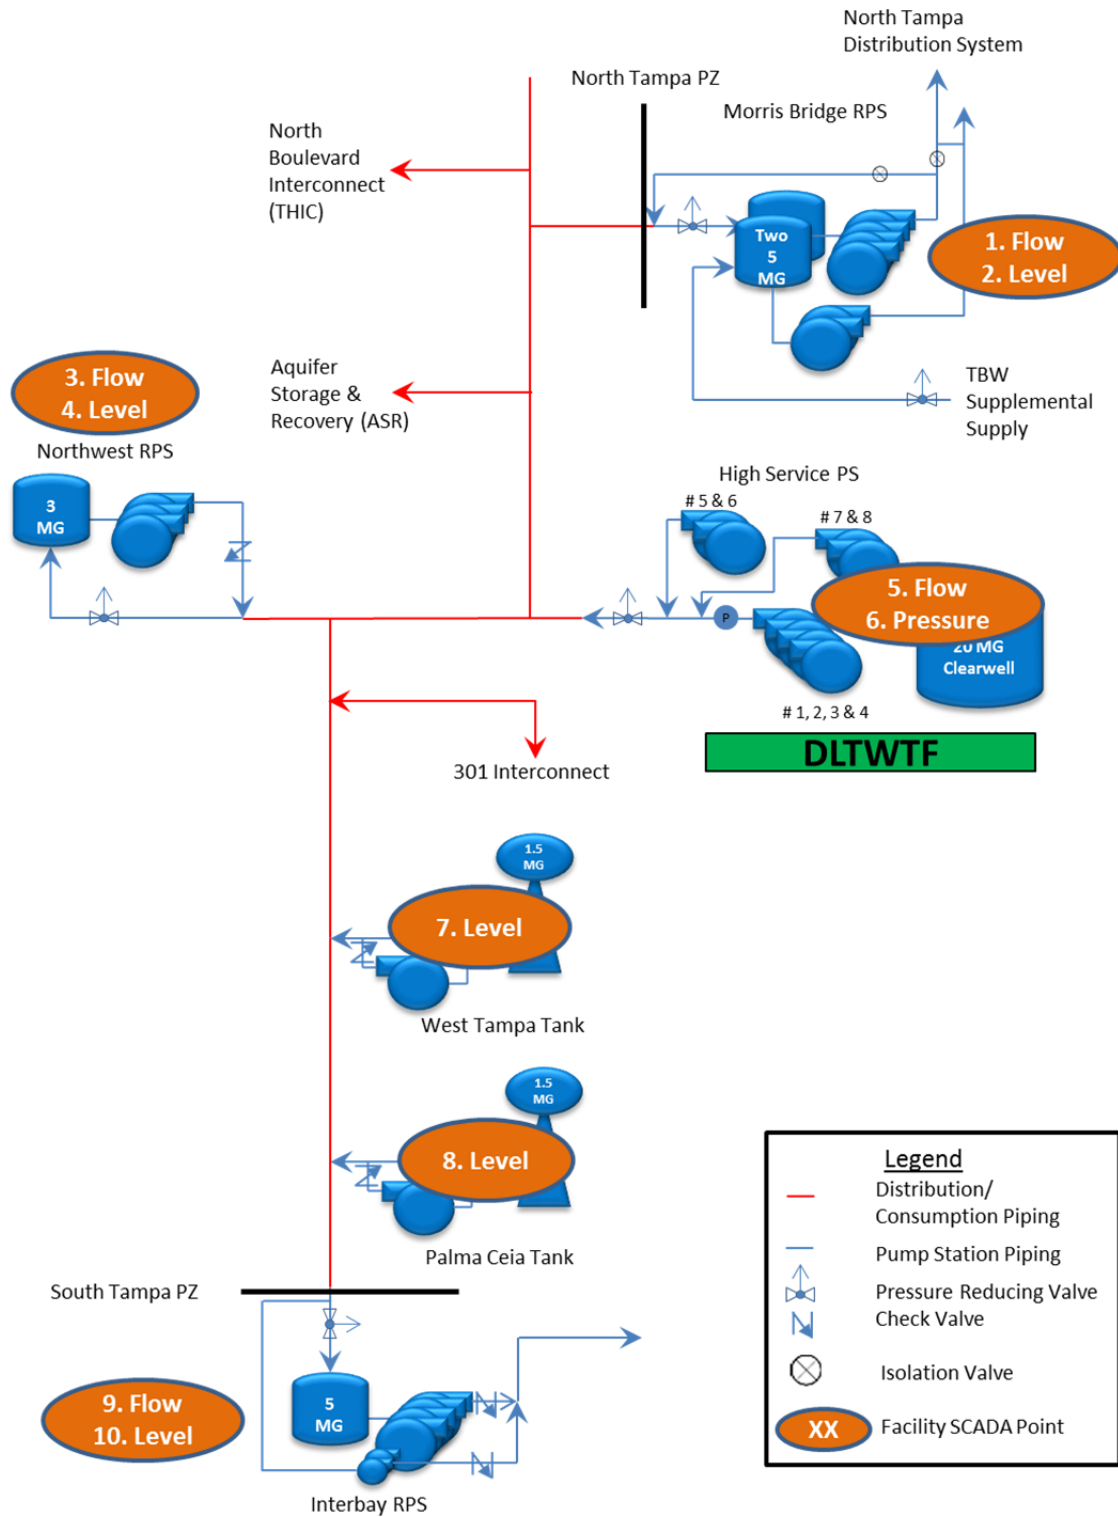 North Tampa
Distribution System
North Tampa PZ
Morris Bridge RPS
North
Boulevard
Interconnect
(THIC)
Two
5
MG
1. Flow
2. Level
3. Flow
4. Level
Aquifer
Storage &
Recovery (ASR)
TBW
Supplemental
Supply
Northwest RPS
3
MG
High Service PS
# 5 & 6
# 7 & 8
5. Flow
6. Pressure
P
20 MG
Clearwell
# 1, 2, 3 & 4
DLTWTF
301 Interconnect
1.5
MG
7. Level
West Tampa Tank
1.5
MG
8. Level
Palma Ceia Tank
South Tampa PZ
9. Flow
10. Level
5
MG
Interbay RPS
Legend
Distribution/
Consumption Piping
Pump Station Piping
Pressure Reducing Valve
Check Valve
Isolation Valve
XX
Facility SCADA Point